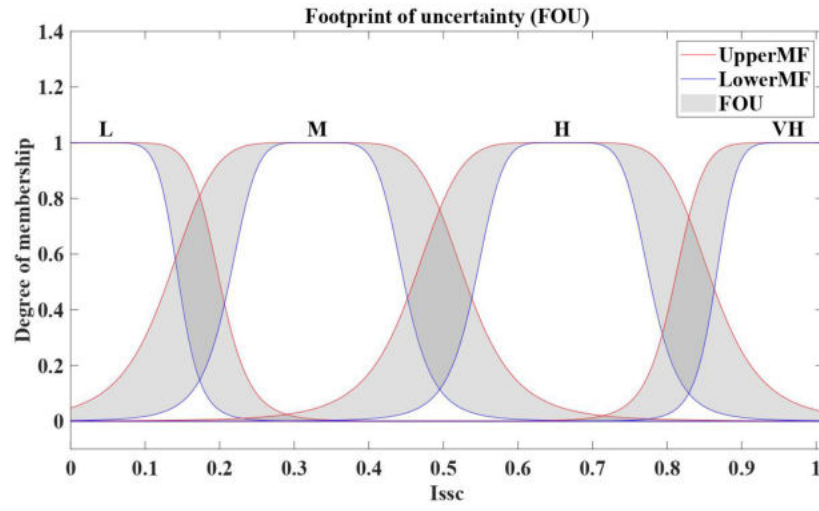 Footprint of uncertainty (FOU)
1.4
1.2
1
0.8
0.6
0.4
0.2
0
Degree of membership
UpperMF
LowerMF
FOU
L
M
H
VH
0 0.1 0.2 0.3 0.4 0.5 0.6 0.7 0.8 0.9 1
Issc